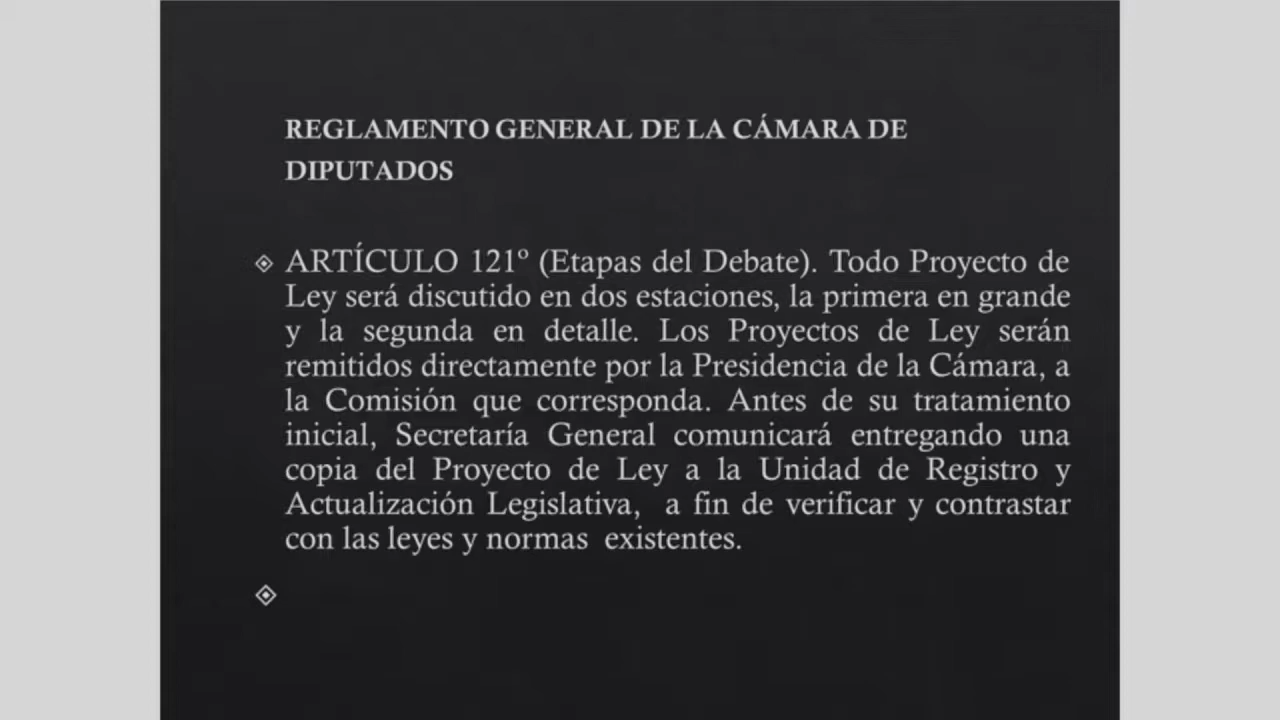 REGLAMENTO GENERAL DE LA CÁMARA DE
DIPUTADOS
ARTÍCULO 121º (Etapas del Debate). Todo Proyecto de
Ley será discutido en dos estaciones, la primera en grande
y la segunda en detalle. Los Proyectos de Ley serán
remitidos directamente por la Presidencia de la Cámara, a
la Comisión que corresponda. Antes de su tratamiento
inicial, Secretaría General comunicará entregando una
copia del Proyecto de Ley a la Unidad de Registro y
Actualización Legislativa, a fin de verificar y contrastar
con las leyes y normas existentes.